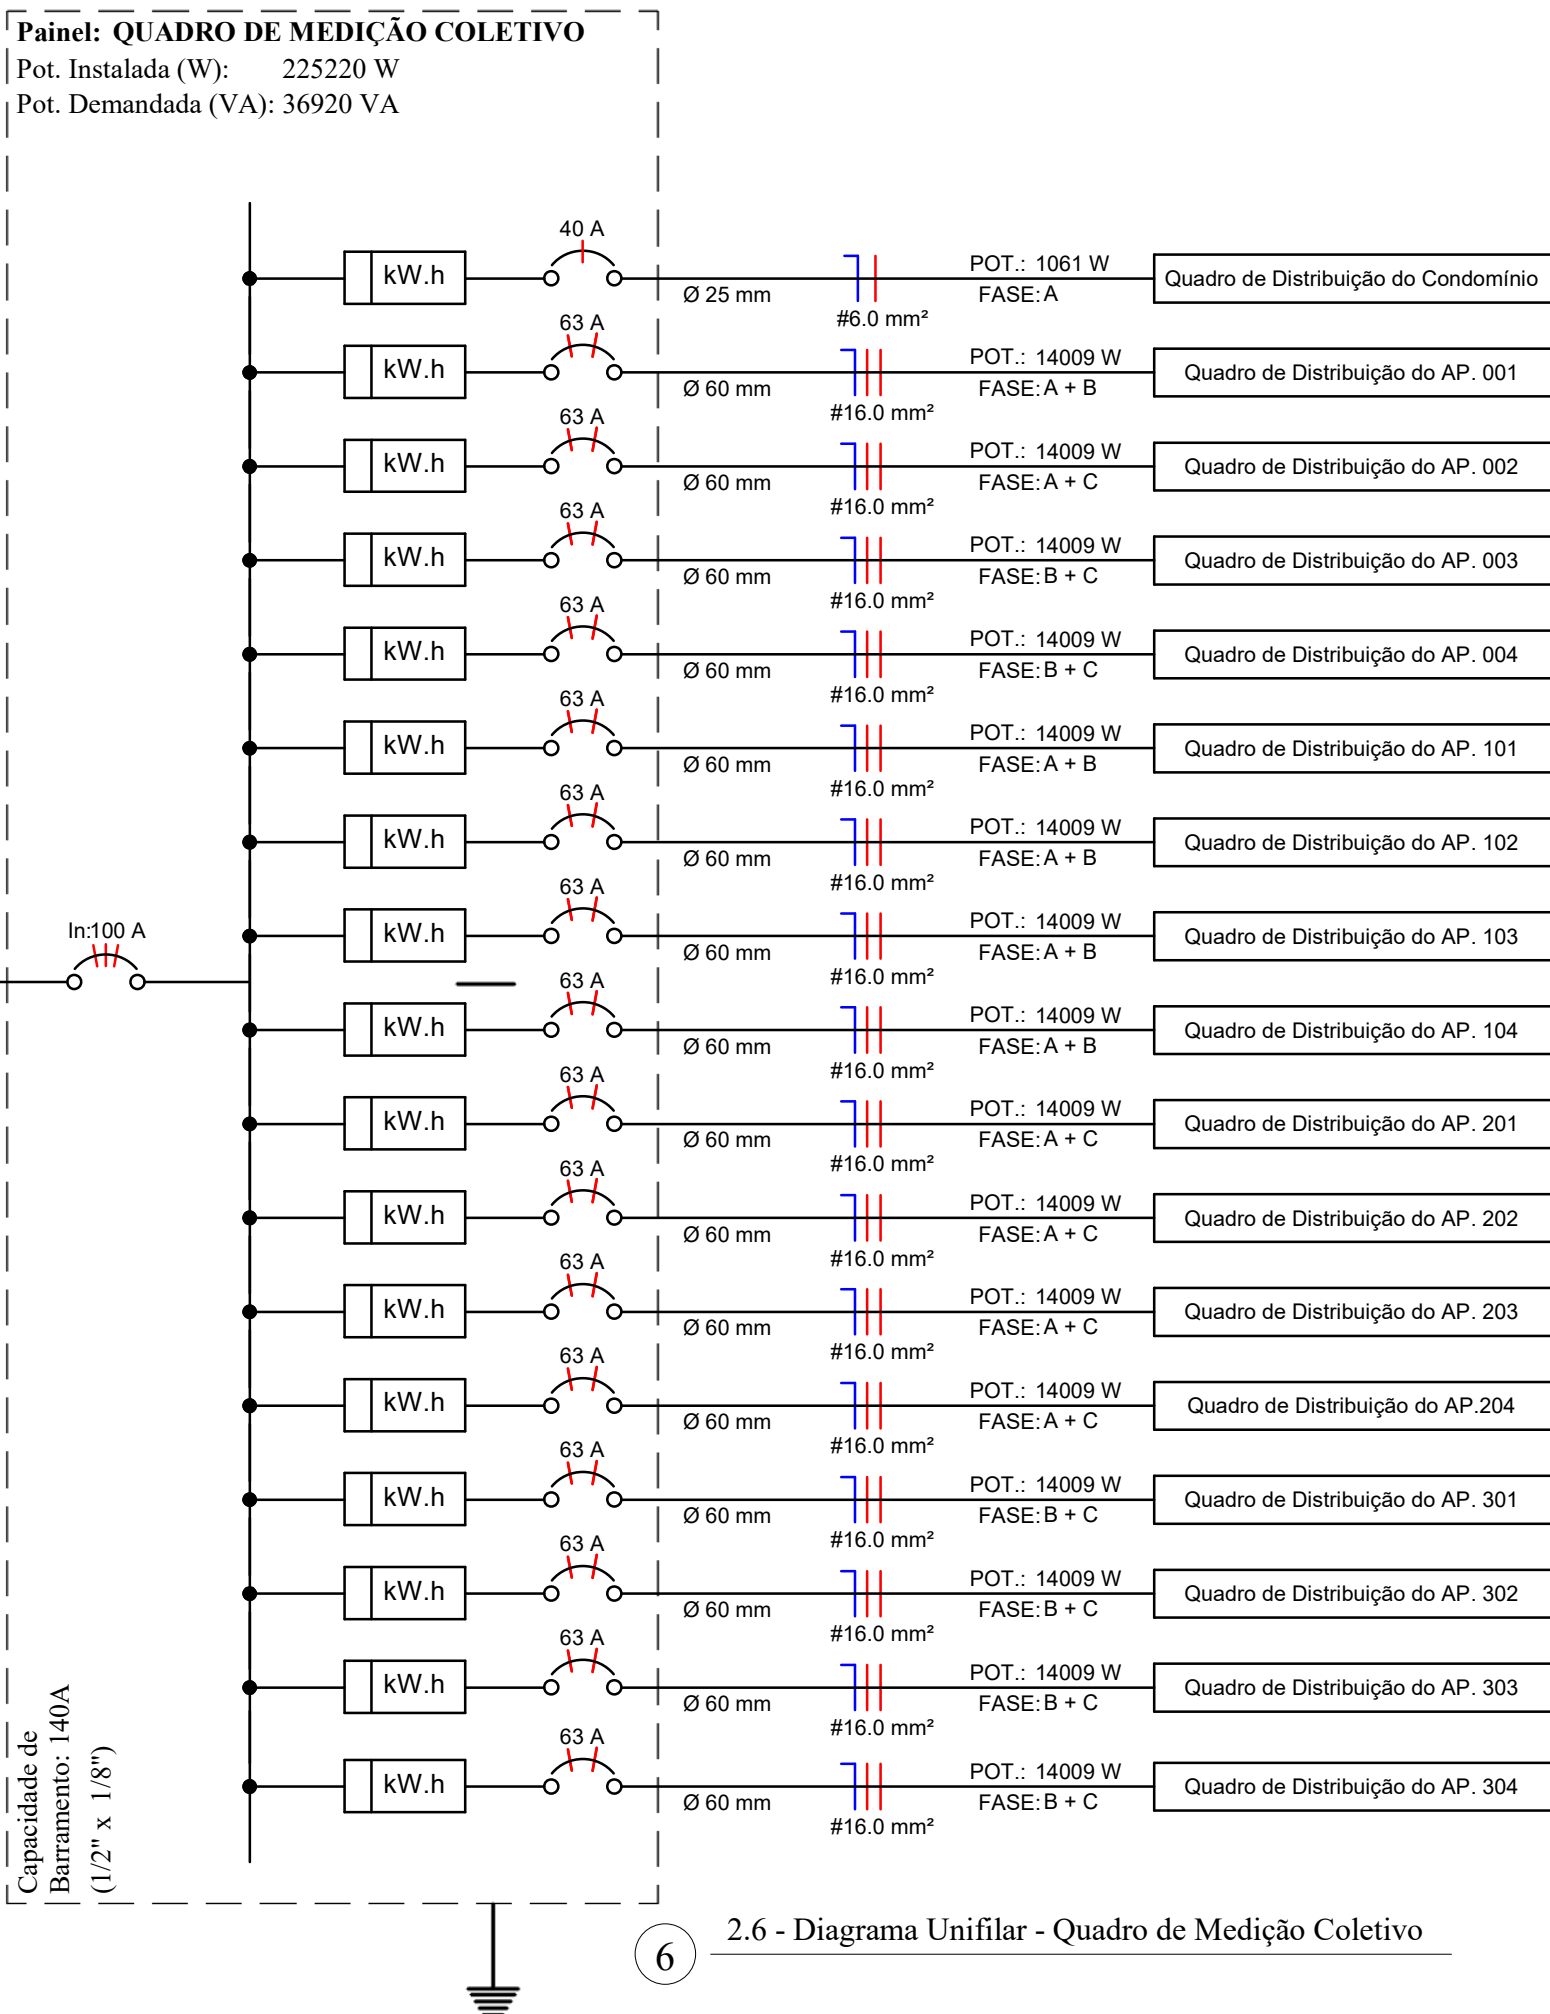 Painel: QUADRO DE MEDIÇÃO COLETIVO
Pot. Instalada (W): 225220 W
Pot. Demandada (VA): 36920 VA
40 A
kW.h
Ø 25 mm
#6.0 mm²
POT.: 1061 W
FASE: A
Quadro de Distribuição do Condomínio
63 A
kW.h
Ø 60 mm
#16.0 mm²
POT.: 14009 W
FASE: A + B
Quadro de Distribuição do AP. 001
63 A
kW.h
Ø 60 mm
#16.0 mm²
POT.: 14009 W
FASE: A + C
Quadro de Distribuição do AP. 002
63 A
kW.h
Ø 60 mm
#16.0 mm²
POT.: 14009 W
FASE: B + C
Quadro de Distribuição do AP. 003
63 A
kW.h
Ø 60 mm
#16.0 mm²
POT.: 14009 W
FASE: B + C
Quadro de Distribuição do AP. 004
63 A
kW.h
Ø 60 mm
#16.0 mm²
POT.: 14009 W
FASE: A + B
Quadro de Distribuição do AP. 101
63 A
kW.h
Ø 60 mm
#16.0 mm²
POT.: 14009 W
FASE: A + B
Quadro de Distribuição do AP. 102
63 A
kW.h
Ø 60 mm
#16.0 mm²
POT.: 14009 W
FASE: A + B
Quadro de Distribuição do AP. 103
In:100 A
63 A
kW.h
Ø 60 mm
#16.0 mm²
POT.: 14009 W
FASE: A + B
Quadro de Distribuição do AP. 104
63 A
kW.h
Ø 60 mm
#16.0 mm²
POT.: 14009 W
FASE: A + C
Quadro de Distribuição do AP. 201
63 A
kW.h
Ø 60 mm
#16.0 mm²
POT.: 14009 W
FASE: A + C
Quadro de Distribuição do AP. 202
63 A
kW.h
Ø 60 mm
#16.0 mm²
POT.: 14009 W
FASE: A + C
Quadro de Distribuição do AP. 203
63 A
kW.h
Ø 60 mm
#16.0 mm²
POT.: 14009 W
FASE: A + C
Quadro de Distribuição do AP.204
63 A
kW.h
Ø 60 mm
#16.0 mm²
POT.: 14009 W
FASE: B + C
Quadro de Distribuição do AP. 301
63 A
kW.h
Ø 60 mm
#16.0 mm²
POT.: 14009 W
FASE: B + C
Quadro de Distribuição do AP. 302
63 A
kW.h
Ø 60 mm
#16.0 mm²
POT.: 14009 W
FASE: B + C
Quadro de Distribuição do AP. 303
63 A
kW.h
Ø 60 mm
#16.0 mm²
POT.: 14009 W
FASE: B + C
Quadro de Distribuição do AP. 304
Capacidade de
Barramento: 140A
(1/2" x 1/8")
6
2.6 - Diagrama Unifilar - Quadro de Medição Coletivo